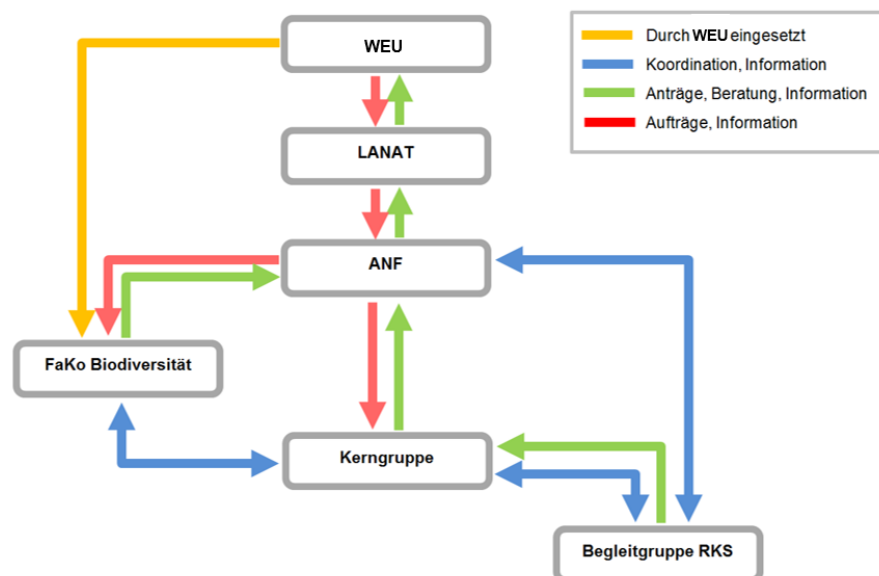 WEU
Durch WEU eingesetzt
Koordination, Information
Anträge, Beratung, Information
Aufträge, Information
LANAT
ANF
FaKo Biodiversität
Kerngruppe
Begleitgruppe RKS